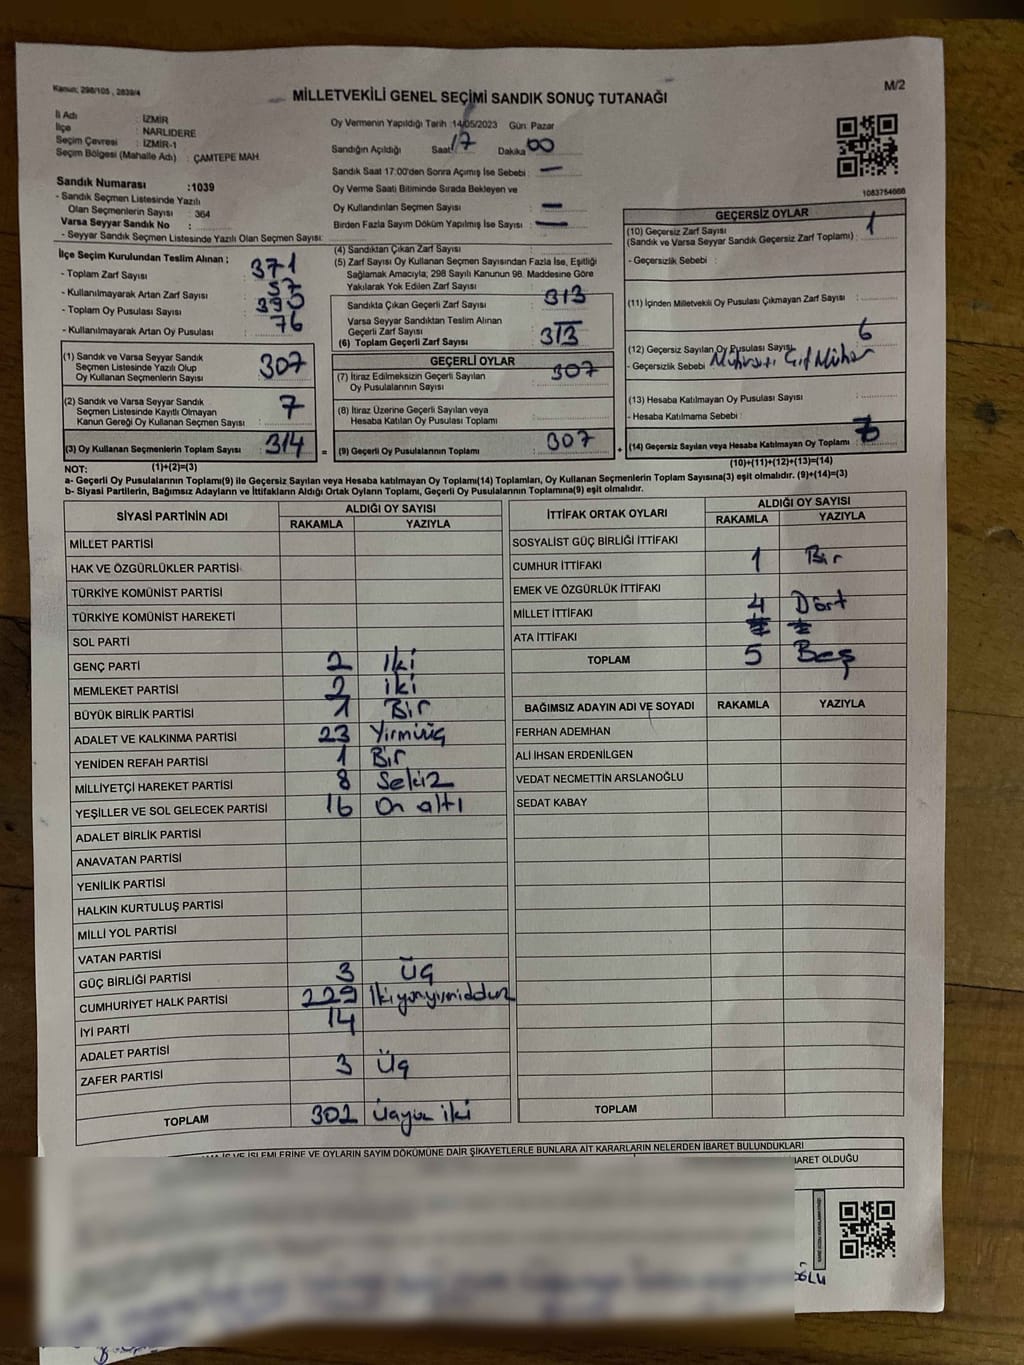 Kanun; 298/105 , 2839/4
M/2
MİLLETVEKİLİ GENEL SEÇİMİ SANDIK SONUÇ TUTANAĞI
İl Adı : İZMİR
İlçe : NARLIDERE
Seçim Çevresi : İZMİR-1
Seçim Bölgesi (Mahalle Adı) : ÇAMTEPE MAH.
Oy Vermenin Yapıldığı Tarih :14/05/2023 Gün: Pazar
Sandığın Açıldığı Saat 17 Dakika 00
Sandık Saat 17.00'den Sonra Açımış İse Sebebi : —
Oy Verme Saati Bitiminde Sırada Bekleyen ve
Oy Kullandırılan Seçmen Sayısı : —
Birden Fazla Sayım Döküm Yapılmış İse Sayısı : —
1083754066
Sandık Numarası :1039
- Sandık Seçmen Listesinde Yazılı
Olan Seçmenlerin Sayısı : 364
Varsa Seyyar Sandık No :
- Seyyar Sandık Seçmen Listesinde Yazılı Olan Seçmen Sayısı:
İlçe Seçim Kurulundan Teslim Alınan :
- Toplam Zarf Sayısı 371
- Kullanılmayarak Artan Zarf Sayısı 57
- Toplam Oy Pusulası Sayısı 390
- Kullanılmayarak Artan Oy Pusulası 76
(1) Sandık ve Varsa Seyyar Sandık
Seçmen Listesinde Yazılı Olup
Oy Kullanan Seçmenlerin Sayısı 307
(2) Sandık ve Varsa Seyyar Sandık
Seçmen Listesinde Kayıtlı Olmayan
Kanun Gereği Oy Kullanan Seçmen Sayısı 7
(3) Oy Kullanan Seçmenlerin Toplam Sayısı 314
(4) Sandıktan Çıkan Zarf Sayısı :
(5) Zarf Sayısı Oy Kullanan Seçmen Sayısından Fazla İse, Eşitliği
Sağlamak Amacıyla; 298 Sayılı Kanunun 98. Maddesine Göre
Yakılarak Yok Edilen Zarf Sayısı :
Sandıkta Çıkan Geçerli Zarf Sayısı : 313
Varsa Seyyar Sandıktan Teslim Alınan
Geçerli Zarf Sayısı : —
(6) Toplam Geçerli Zarf Sayısı : 313
GEÇERLİ OYLAR
(7) İtiraz Edilmeksizin Geçerli Sayılan
Oy Pusulalarının Sayısı : 307
(8) İtiraz Üzerine Geçerli Sayılan veya
Hesaba Katılan Oy Pusulası Toplamı :
= (9) Geçerli Oy Pusulalarının Toplamı : 307 +
GEÇERSİZ OYLAR
(10) Geçersiz Zarf Sayısı
(Sandık ve Varsa Seyyar Sandık Geçersiz Zarf Toplamı) : 1
- Geçersizlik Sebebi :
(11) İçinden Milletvekili Oy Pusulası Çıkmayan Zarf Sayısı :
(12) Geçersiz Sayılan Oy Pusulası Sayısı 6
- Geçersizlik Sebebi
(13) Hesaba Katılmayan Oy Pusulası Sayısı :
- Hesaba Katılmama Sebebi :
(14) Geçersiz Sayılan veya Hesaba Katılmayan Oy Toplamı :
NOT: (1)+(2)=(3) (10)+(11)+(12)+(13)=(14)
a- Geçerli Oy Pusulalarının Toplamı(9) ile Geçersiz Sayılan veya Hesaba Katılmayan Oy Toplamı(14) Toplamları, Oy Kullanan Seçmenlerin Toplam Sayısına(3) eşit olmalıdır. (9)+(14)=(3)
b- Siyasi Partilerin, Bağımsız Adayların ve İttifakların Aldığı Ortak Oyların Toplamı, Geçerli Oy Pusulalarının Toplamına(9) eşit olmalıdır.
SİYASİ PARTİNİN ADI ALDIĞI OY SAYISI
RAKAMLA YAZIYLA
MİLLET PARTİSİ
HAK VE ÖZGÜRLÜKLER PARTİSİ
TÜRKİYE KOMÜNİST PARTİSİ
TÜRKİYE KOMÜNİST HAREKETİ
SOL PARTİ
GENÇ PARTİ 2 İki
MEMLEKET PARTİSİ 2 iki
BÜYÜK BİRLİK PARTİSİ 1 Bir
ADALET VE KALKINMA PARTİSİ 23 Yirmiüç
YENİDEN REFAH PARTİSİ 1 Bir
MİLLİYETÇİ HAREKET PARTİSİ 8 Sekiz
YEŞİLLER VE SOL GELECEK PARTİSİ 16 On altı
ADALET BİRLİK PARTİSİ
ANAVATAN PARTİSİ
YENİLİK PARTİSİ
HALKIN KURTULUŞ PARTİSİ
MİLLİ YOL PARTİSİ
VATAN PARTİSİ
GÜÇ BİRLİĞİ PARTİSİ 3 Üç
CUMHURİYET HALK PARTİSİ 229
İYİ PARTİ 14
ADALET PARTİSİ
ZAFER PARTİSİ 3 Üç
TOPLAM 302
İTTİFAK ORTAK OYLARI ALDIĞI OY SAYISI
RAKAMLA YAZIYLA
SOSYALİST GÜÇ BİRLİĞİ İTTİFAKI
CUMHUR İTTİFAKI 1 Bir
EMEK VE ÖZGÜRLÜK İTTİFAKI
MİLLET İTTİFAKI 4 Dört
ATA İTTİFAKI
TOPLAM 5 Beş
BAĞIMSIZ ADAYIN ADI VE SOYADI RAKAMLA YAZIYLA
FERHAN ADEMHAN
ALİ İHSAN ERDENİLGEN
VEDAT NECMETTİN ARSLANOĞLU
SEDAT KABAY
TOPLAM
İŞLEMLERİNE VE OYLARIN SAYIM DÖKÜMÜNE DAİR ŞİKAYETLERLE BUNLARA AİT KARARLARIN NELERDEN İBARET BULUNDUKLARI
OLDUĞU